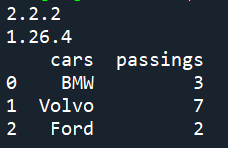 2.2.2
1.26.4
    cars  passings
0    BMW         3
1  Volvo         7
2   Ford         2